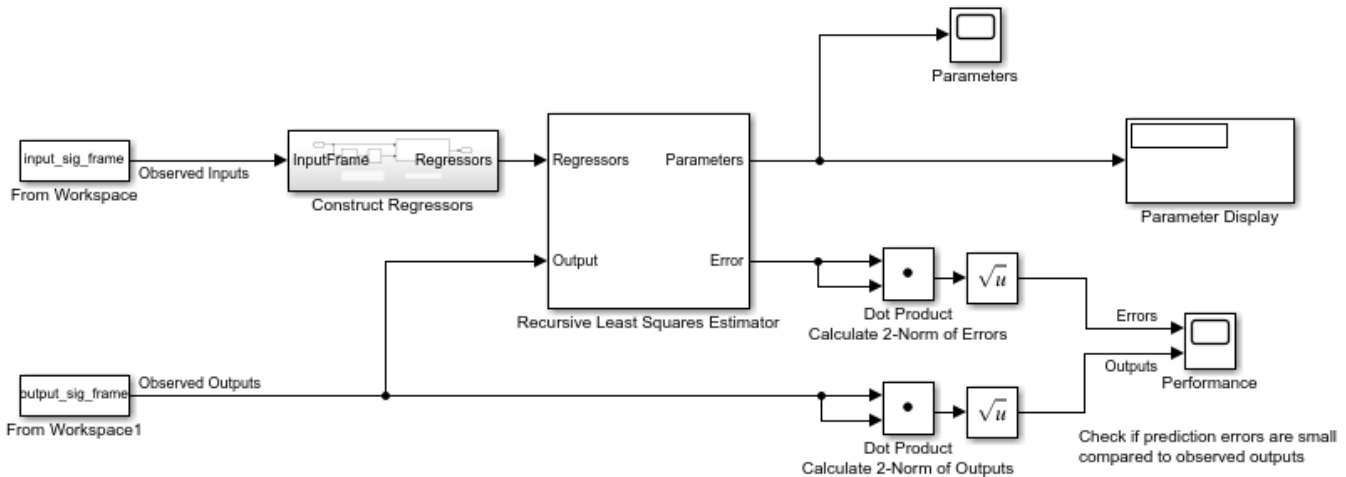 Parameters
input_sig_frame
From Workspace
Observed Inputs
InputFrame
Regressors
Construct Regressors
Regressors
Parameters
Output
Error
Recursive Least Squares Estimator
Parameter Display
Dot Product
Calculate 2-Norm of Errors
√u
Errors
Outputs
Performance
output_sig_frame
From Workspace1
Observed Outputs
Dot Product
Calculate 2-Norm of Outputs
√u
Check if prediction errors are small
compared to observed outputs